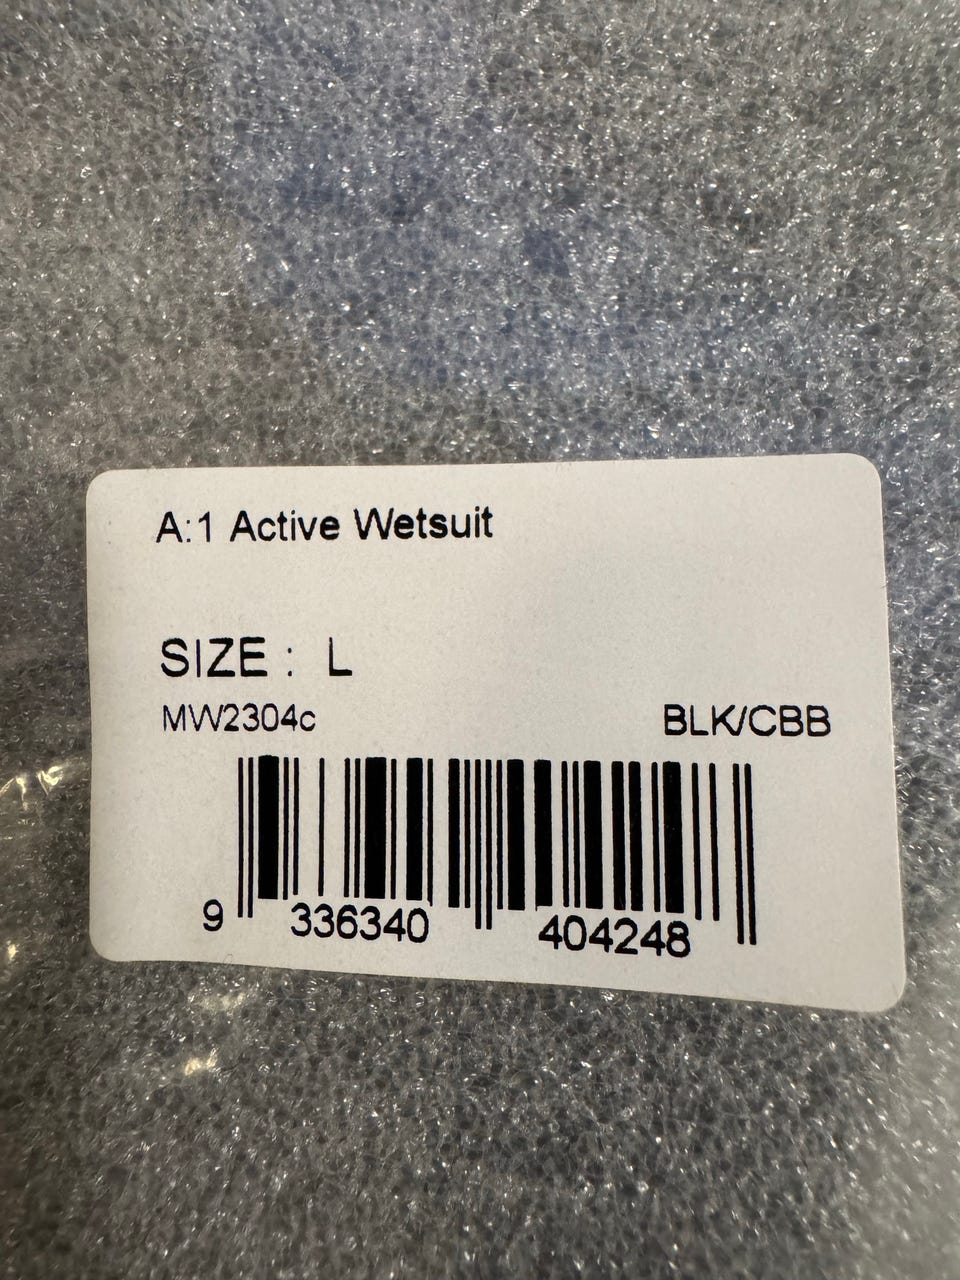 A:1 Active Wetsuit
SIZE : L
MW2304c BLK/CBB
9 336340 404248